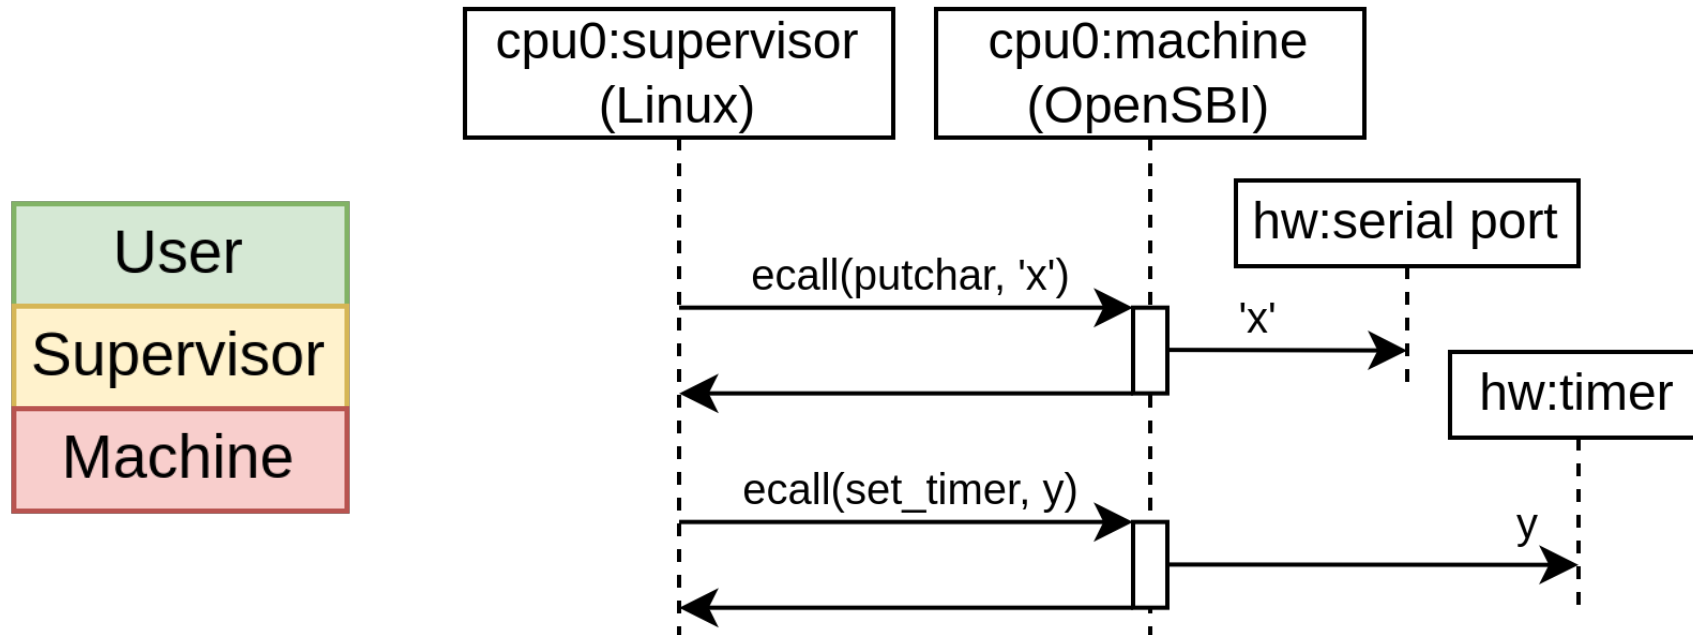 cpu0:supervisor
(Linux)
cpu0:machine
(OpenSBI)
hw:serial port
User
Supervisor
Machine
ecall(putchar, 'x')
'x'
hw:timer
ecall(set_timer, y)
y